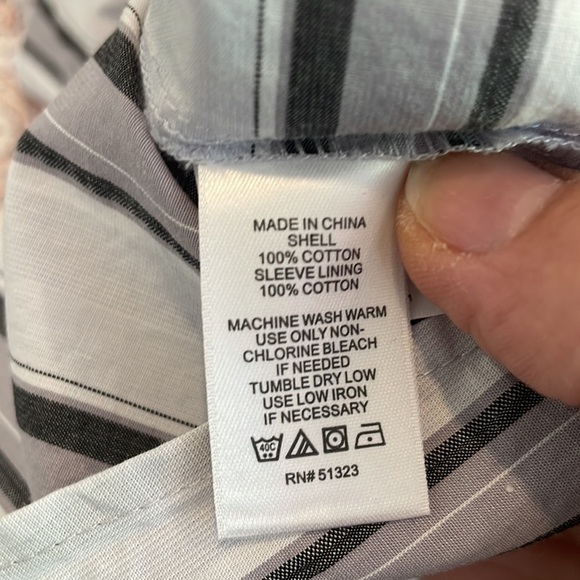 MADE IN CHINA
SHELL
100% COTTON
SLEEVE LINING
100% COTTON
MACHINE WASH WARM
USE ONLY NON-
CHLORINE BLEACH
IF NEEDED
TUMBLE DRY LOW
USE LOW IRON
IF NECESSARY
40C
RN# 51323